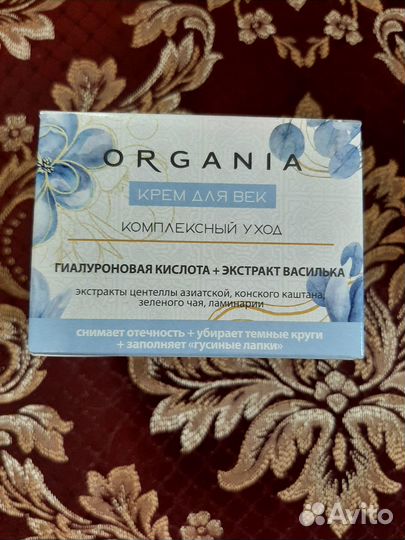 ORGANIA
КРЕМ ДЛЯ ВЕК
КОМПЛЕКСНЫЙ УХОД
ГИАЛУРОНОВАЯ КИСЛОТА + ЭКСТРАКТ ВАСИЛЬКА
экстракты центеллы азиатской, конского каштана,
зеленого чая, ламинарии
снимает отечность + убирает темные круги
+ заполняет «гусиные лапки»
Avito